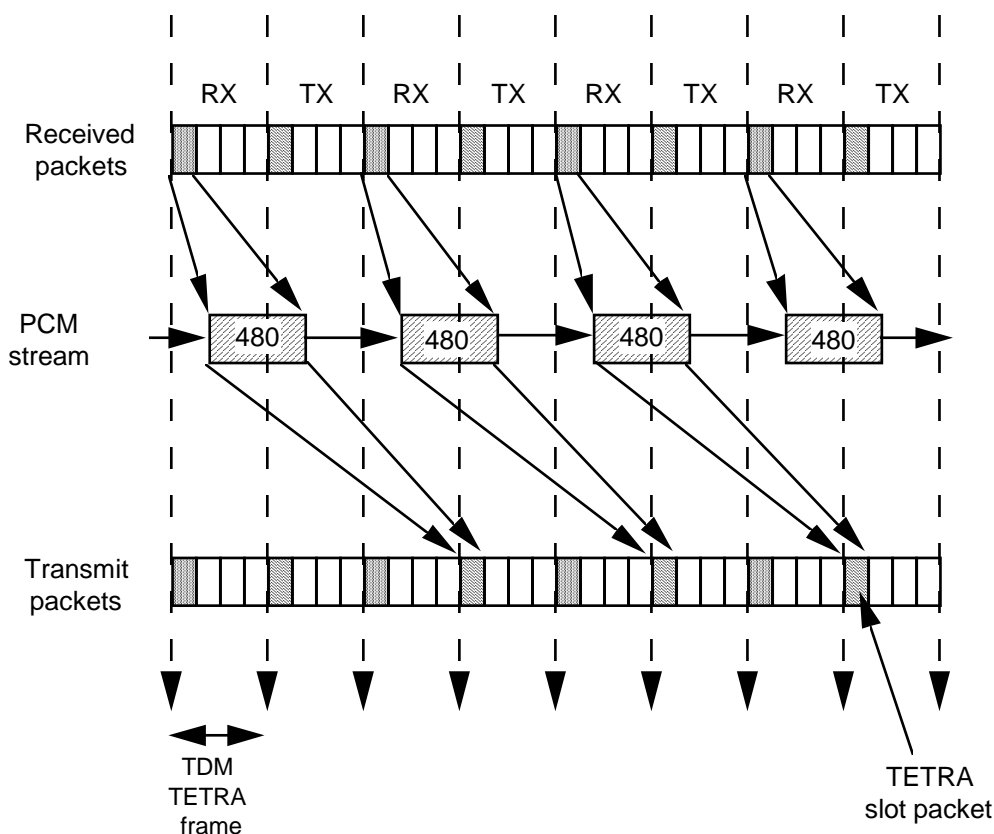 RX TX RX TX RX TX RX TX
Received
packets
PCM
stream
480 480 480 480
Transmit
packets
TDM
TETRA
frame
TETRA
slot packet